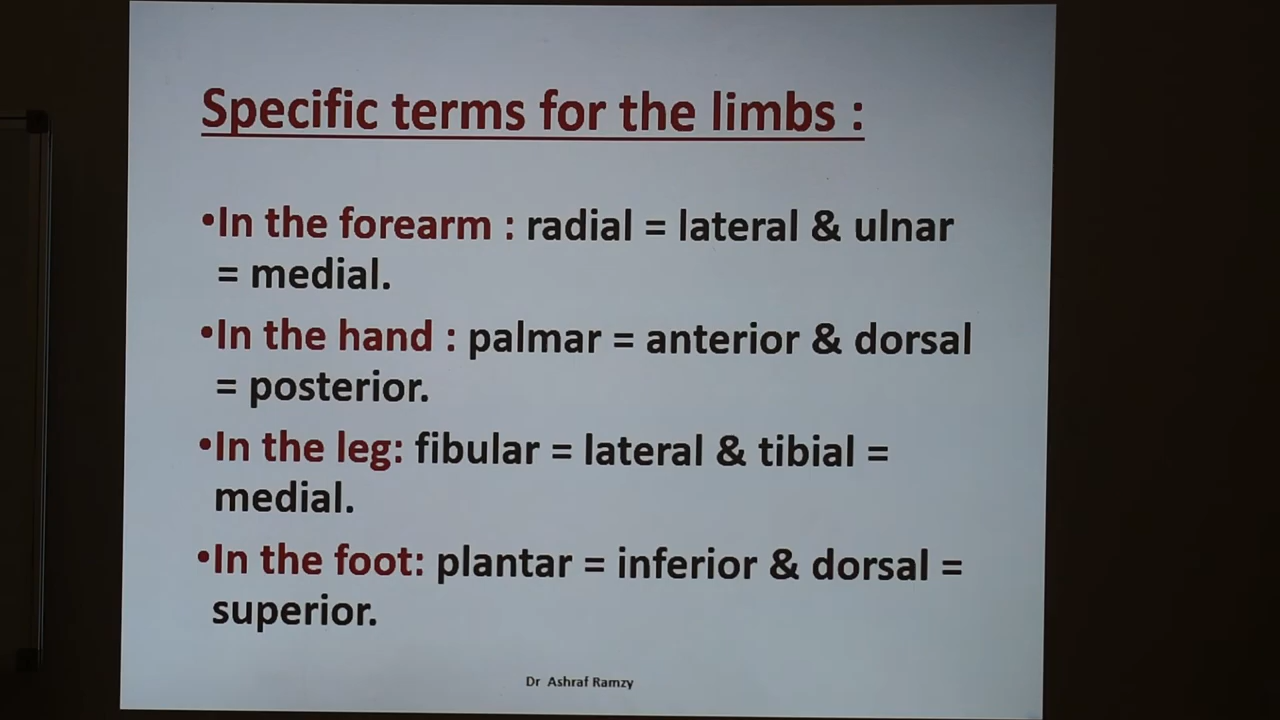 Specific terms for the limbs :
•In the forearm : radial = lateral & ulnar
= medial.
•In the hand : palmar = anterior & dorsal
= posterior.
•In the leg: fibular = lateral & tibial =
medial.
•In the foot: plantar = inferior & dorsal =
superior.
Dr Ashraf Ramzy